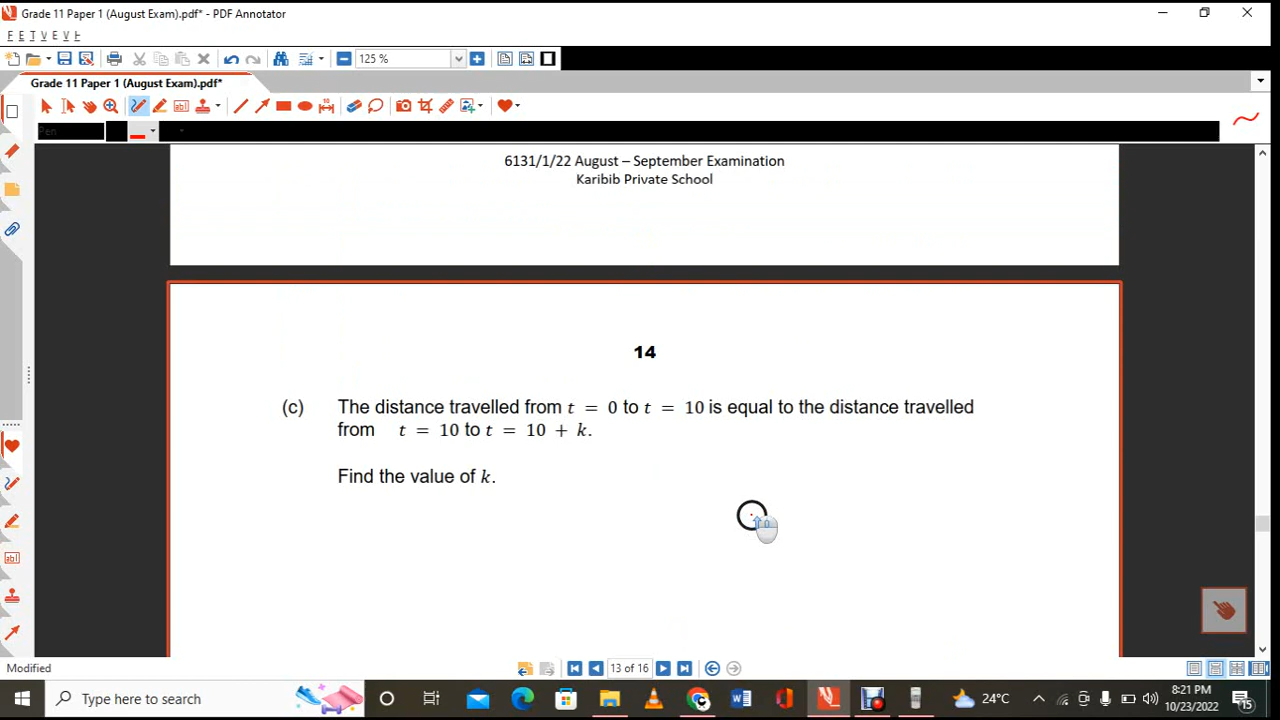 Grade 11 Paper 1 (August Exam).pdf* - PDF Annotator
F E T V E V H
125 %
Grade 11 Paper 1 (August Exam).pdf*
Pen
6131/1/22 August – September Examination
Karibib Private School
14
(c) The distance travelled from t = 0 to t = 10 is equal to the distance travelled
from t = 10 to t = 10 + k.
Find the value of k.
Modified
13 of 16
Type here to search
24°C
8:21 PM
10/23/2022
15